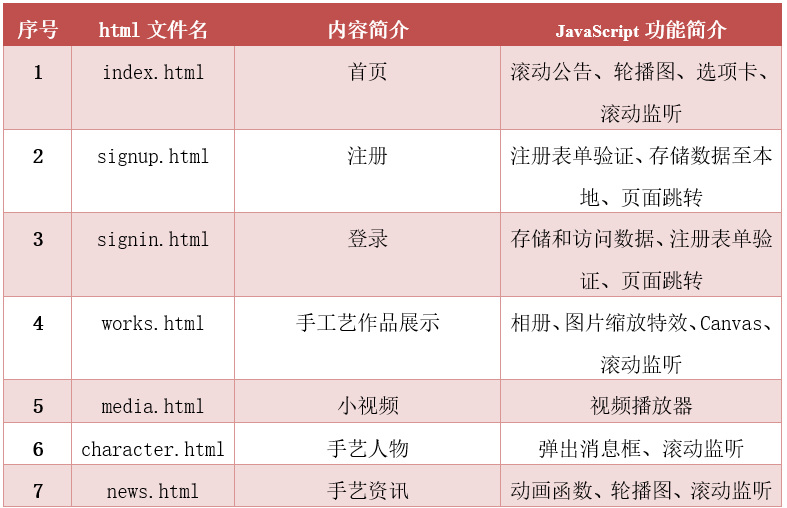 序号 html 文件名 内容简介 JavaScript 功能简介
1 index.html 首页 滚动公告、轮播图、选项卡、
滚动监听
2 signup.html 注册 注册表单验证、存储数据至本
地、页面跳转
3 signin.html 登录 存储和访问数据、注册表单验
证、页面跳转
4 works.html 手工艺作品展示 相册、图片缩放特效、Canvas、
滚动监听
5 media.html 小视频 视频播放器
6 character.html 手艺人物 弹出消息框、滚动监听
7 news.html 手艺资讯 动画函数、轮播图、滚动监听